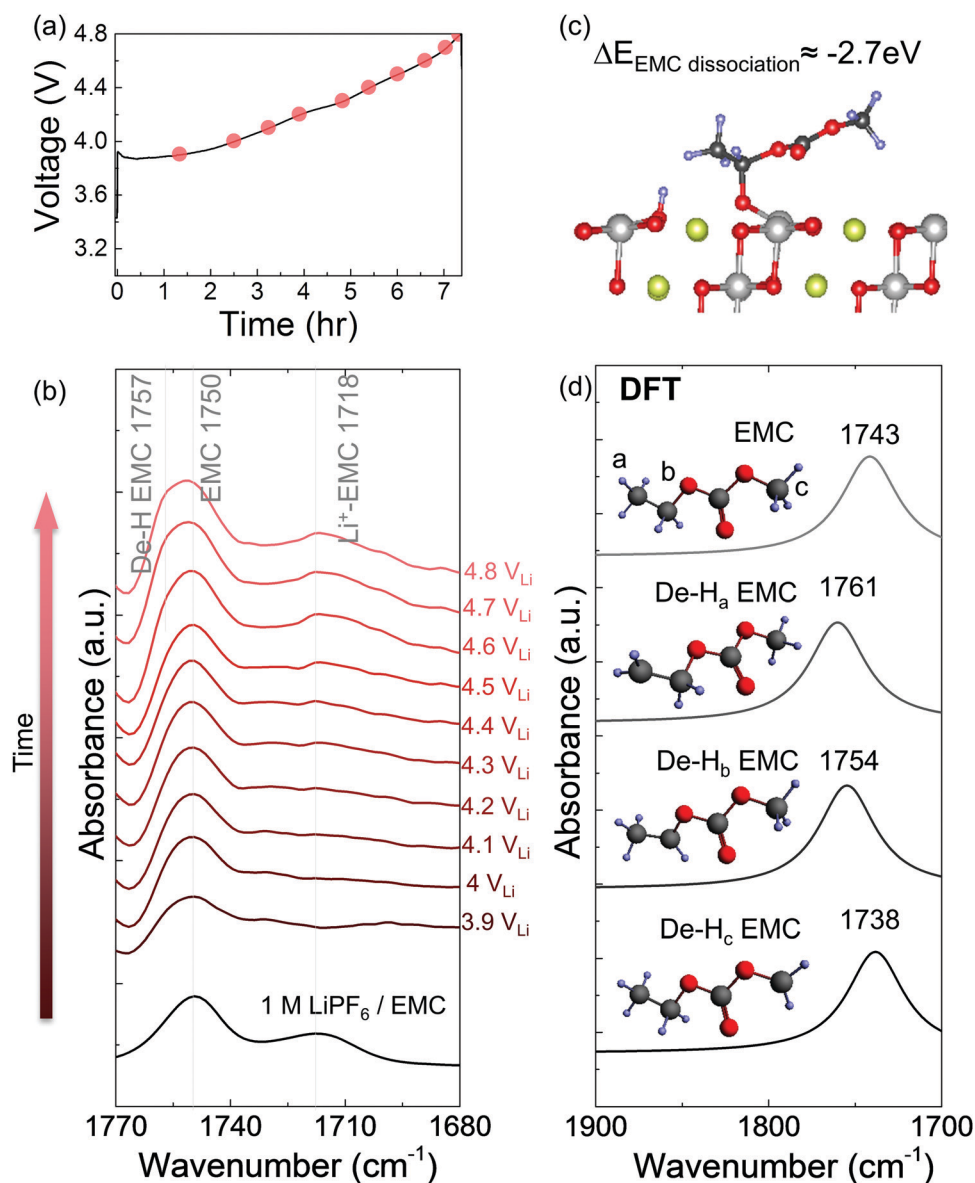 (a)
4.8
4.4
4.0
3.6
3.2
Voltage (V)
0 1 2 3 4 5 6 7
Time (hr)
(c)
ΔE_EMC dissociation ≈ -2.7eV
(b)
De-H EMC 1757
EMC 1750
Li⁺-EMC 1718
4.8 V_Li
4.7 V_Li
4.6 V_Li
4.5 V_Li
4.4 V_Li
4.3 V_Li
4.2 V_Li
4.1 V_Li
4 V_Li
3.9 V_Li
1 M LiPF₆ / EMC
Time
Absorbance (a.u.)
1770 1740 1710 1680
Wavenumber (cm⁻¹)
(d) DFT
EMC 1743
a b c
De-Hₐ EMC 1761
De-H_b EMC 1754
De-H_c EMC 1738
Absorbance (a.u.)
1900 1800 1700
Wavenumber (cm⁻¹)